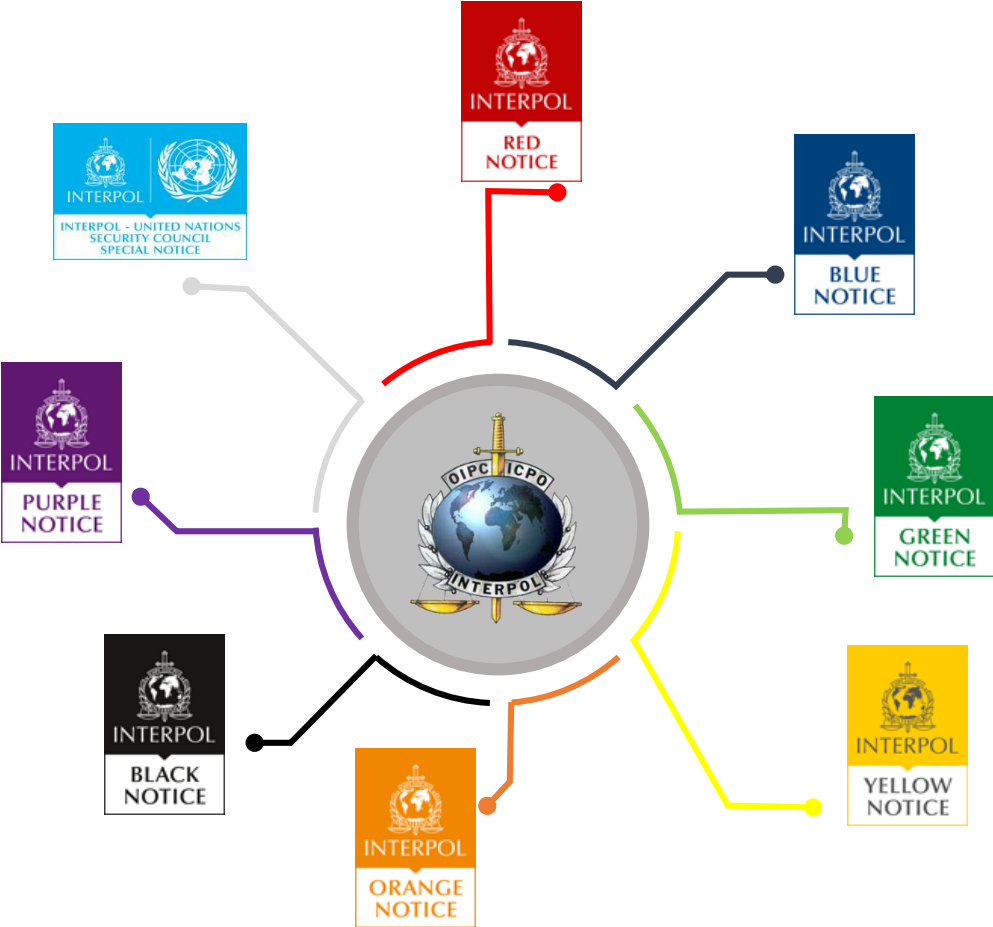 INTERPOL
RED
NOTICE
INTERPOL
INTERPOL - UNITED NATIONS
SECURITY COUNCIL
SPECIAL NOTICE
INTERPOL
BLUE
NOTICE
INTERPOL
PURPLE
NOTICE
OIPC ICPO
INTERPOL
INTERPOL
GREEN
NOTICE
INTERPOL
BLACK
NOTICE
INTERPOL
YELLOW
NOTICE
INTERPOL
ORANGE
NOTICE